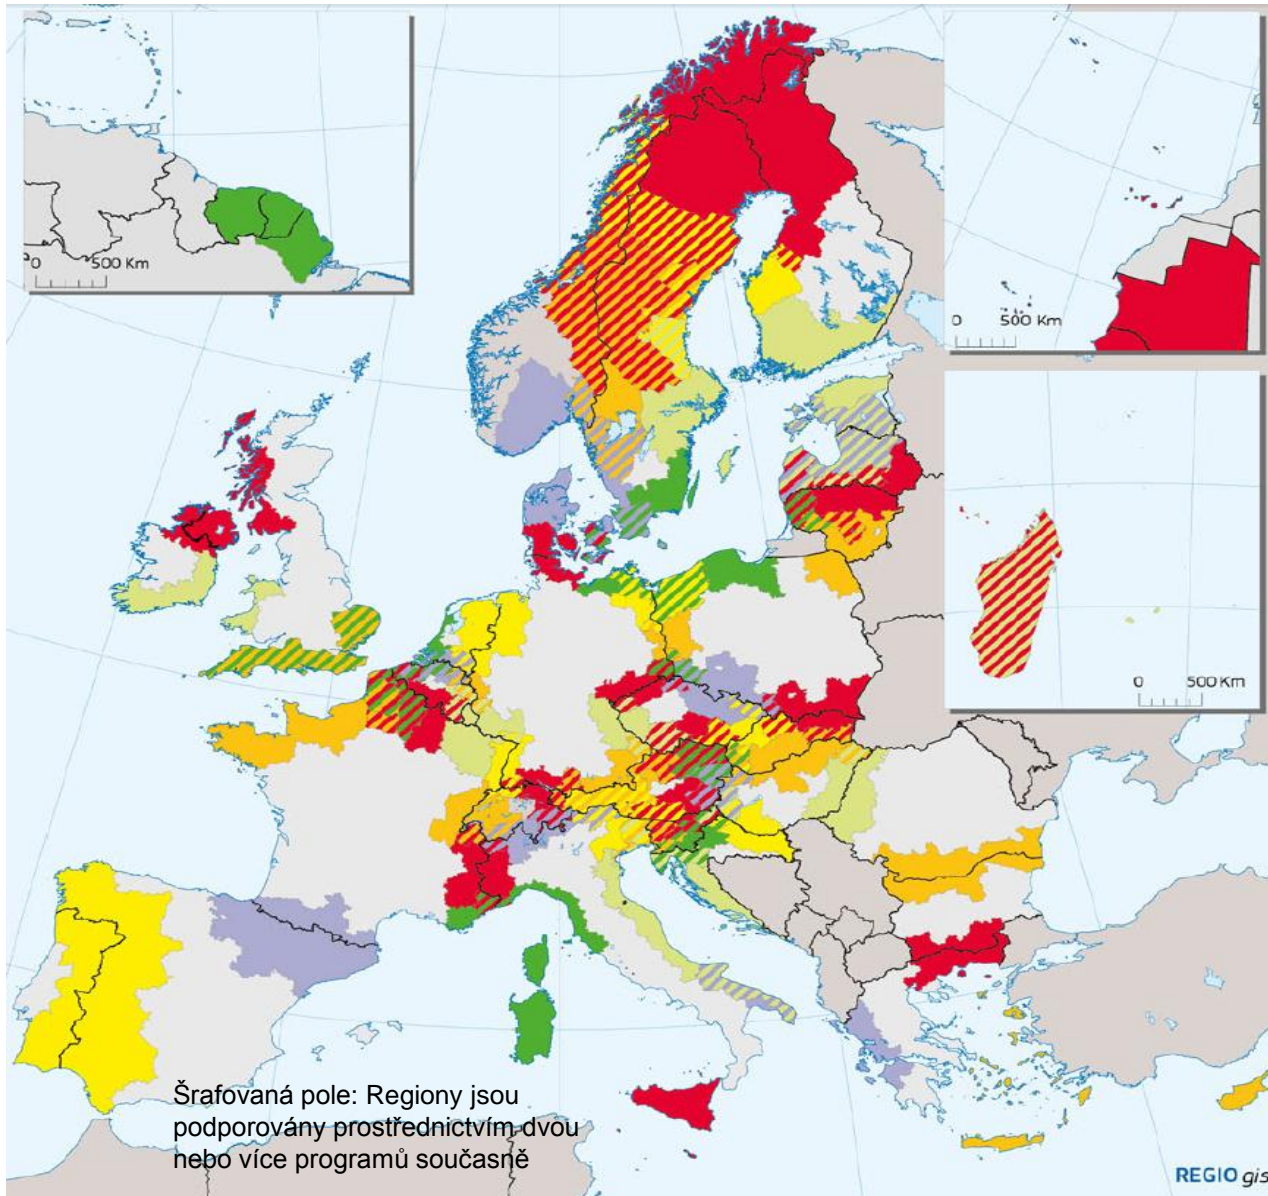 0 500 Km
0 500 Km
0 500 Km
Šrafovaná pole: Regiony jsou
podporovány prostřednictvím dvou
nebo více programů současně
REGIO gis